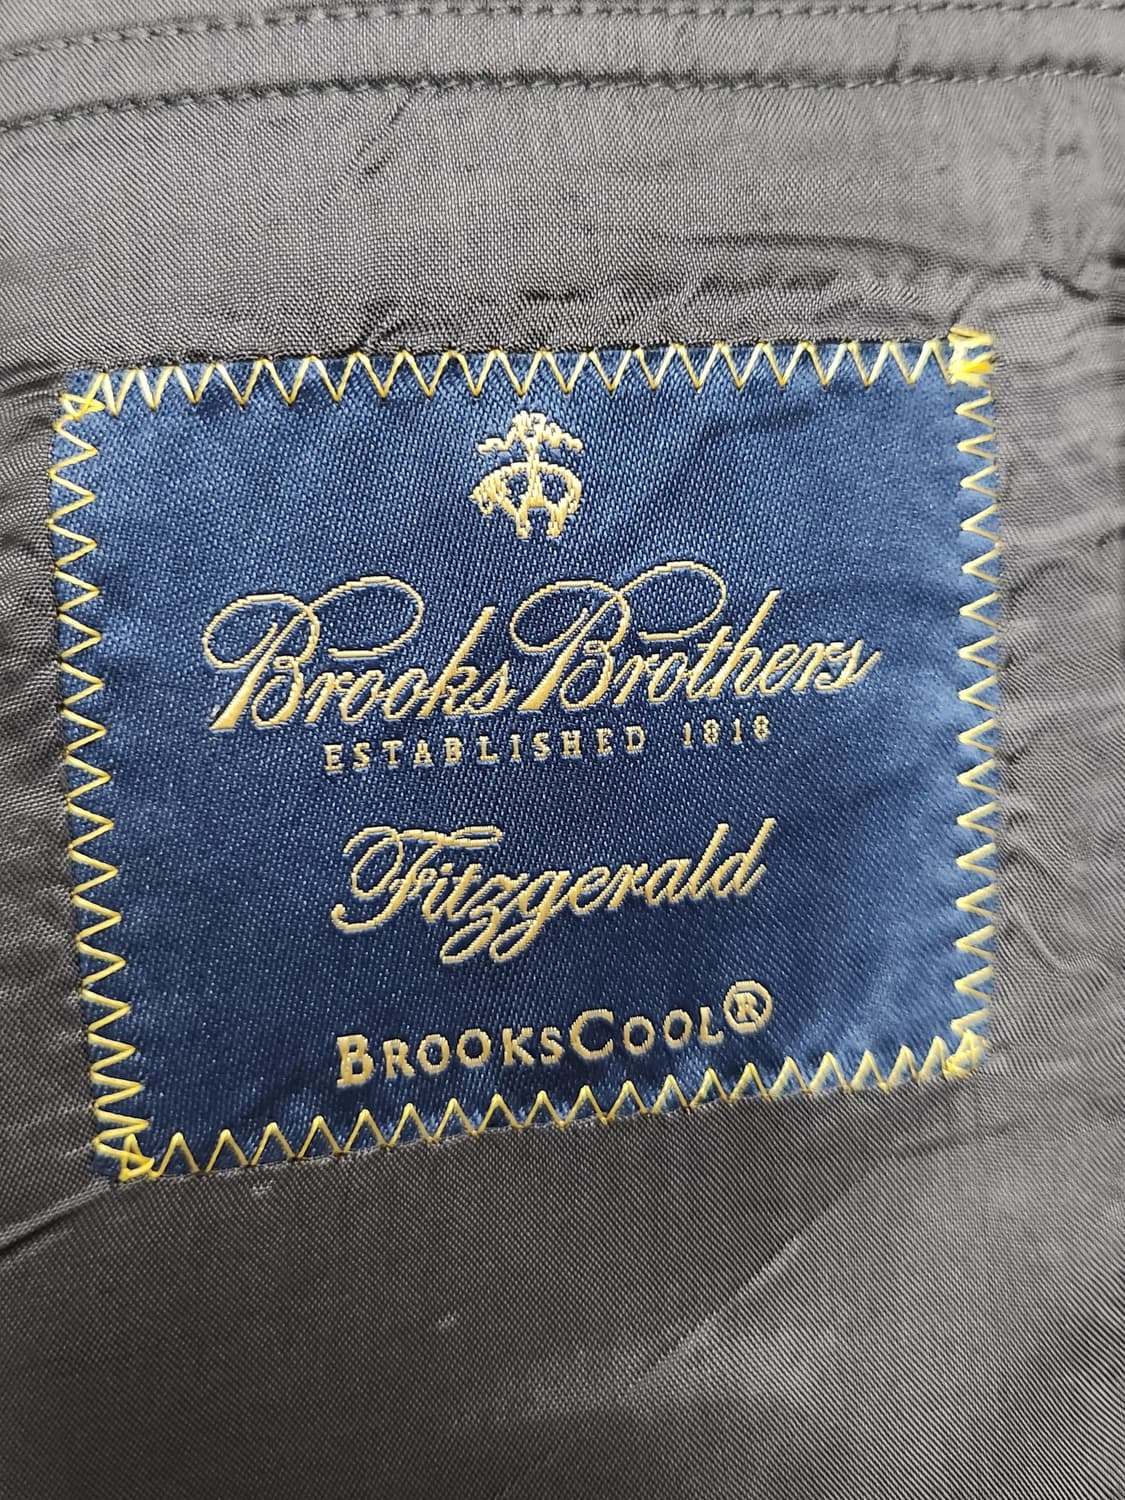 Brooks Brothers
ESTABLISHED 1818
Fitzgerald
BROOKSCOOL®